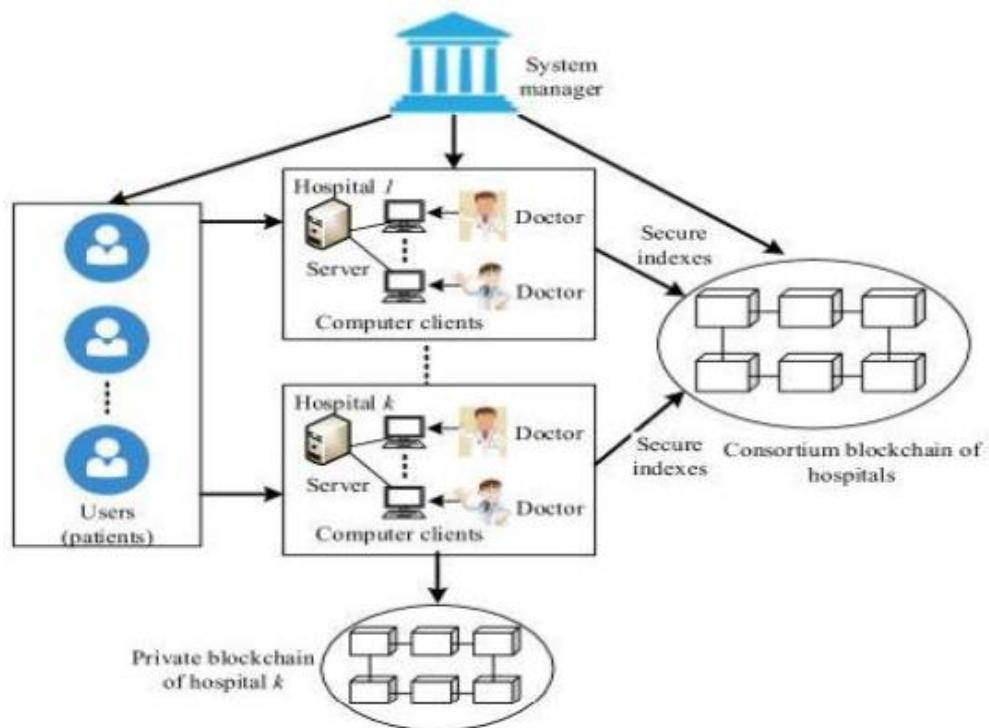 System
manager
Hospital 1
Doctor
Server
Doctor
Computer clients
Secure
indexes
Hospital k
Doctor
Server
Doctor
Computer clients
Secure
indexes
Consortium blockchain of
hospitals
Users
(patients)
Private blockchain
of hospital k